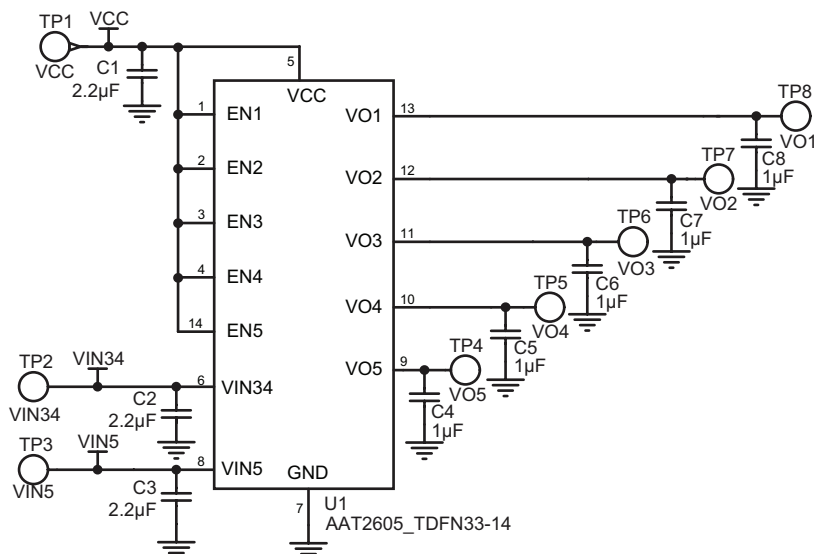 TP1
VCC
VCC
C1
2.2µF
5
VCC
1
EN1
2
EN2
3
EN3
4
EN4
14
EN5
TP2
VIN34
VIN34
C2
2.2µF
6
VIN34
TP3
VIN5
VIN5
C3
2.2µF
8
VIN5
GND
7
U1
AAT2605_TDFN33-14
VO1
13
TP8
VO1
C8
1µF
VO2
12
TP7
VO2
C7
1µF
VO3
11
TP6
VO3
C6
1µF
VO4
10
TP5
VO4
C5
1µF
VO5
9
TP4
VO5
C4
1µF